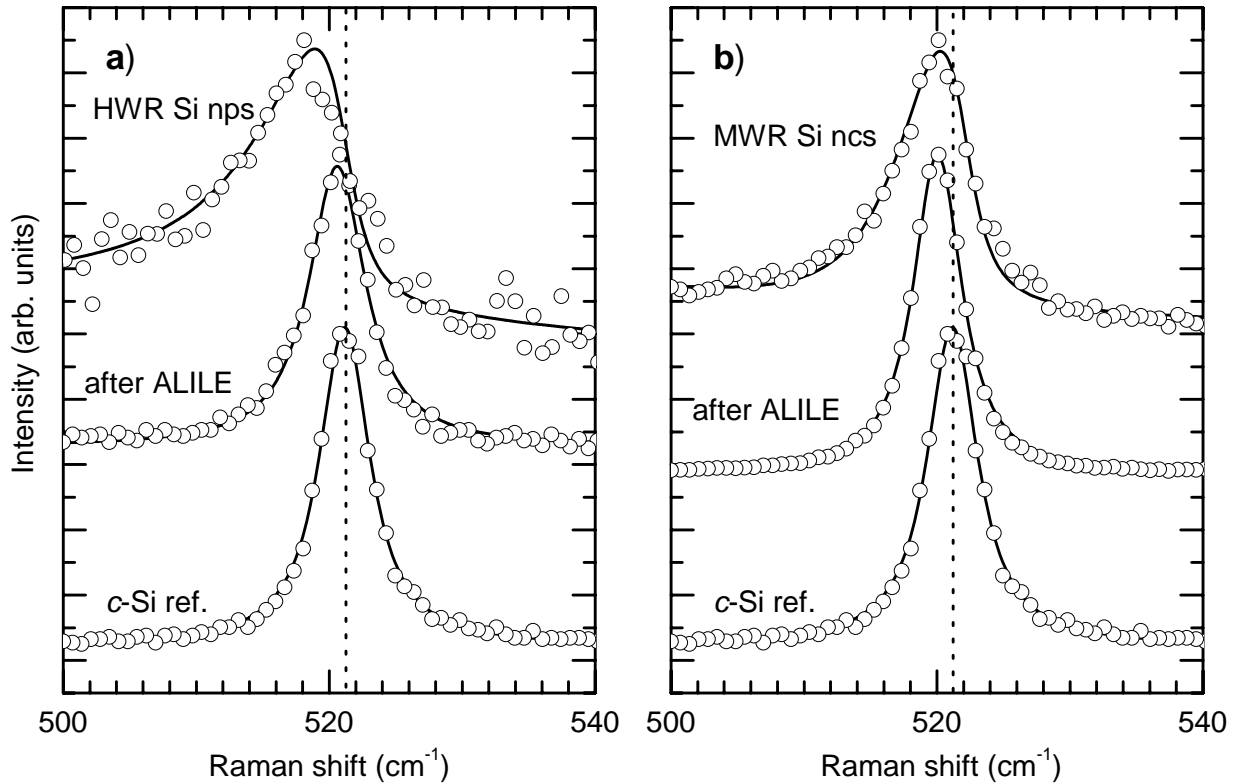 a)
HWR Si nps
after ALILE
c-Si ref.
Intensity (arb. units)
500
520
540
Raman shift (cm⁻¹)
b)
MWR Si ncs
after ALILE
c-Si ref.
500
520
540
Raman shift (cm⁻¹)